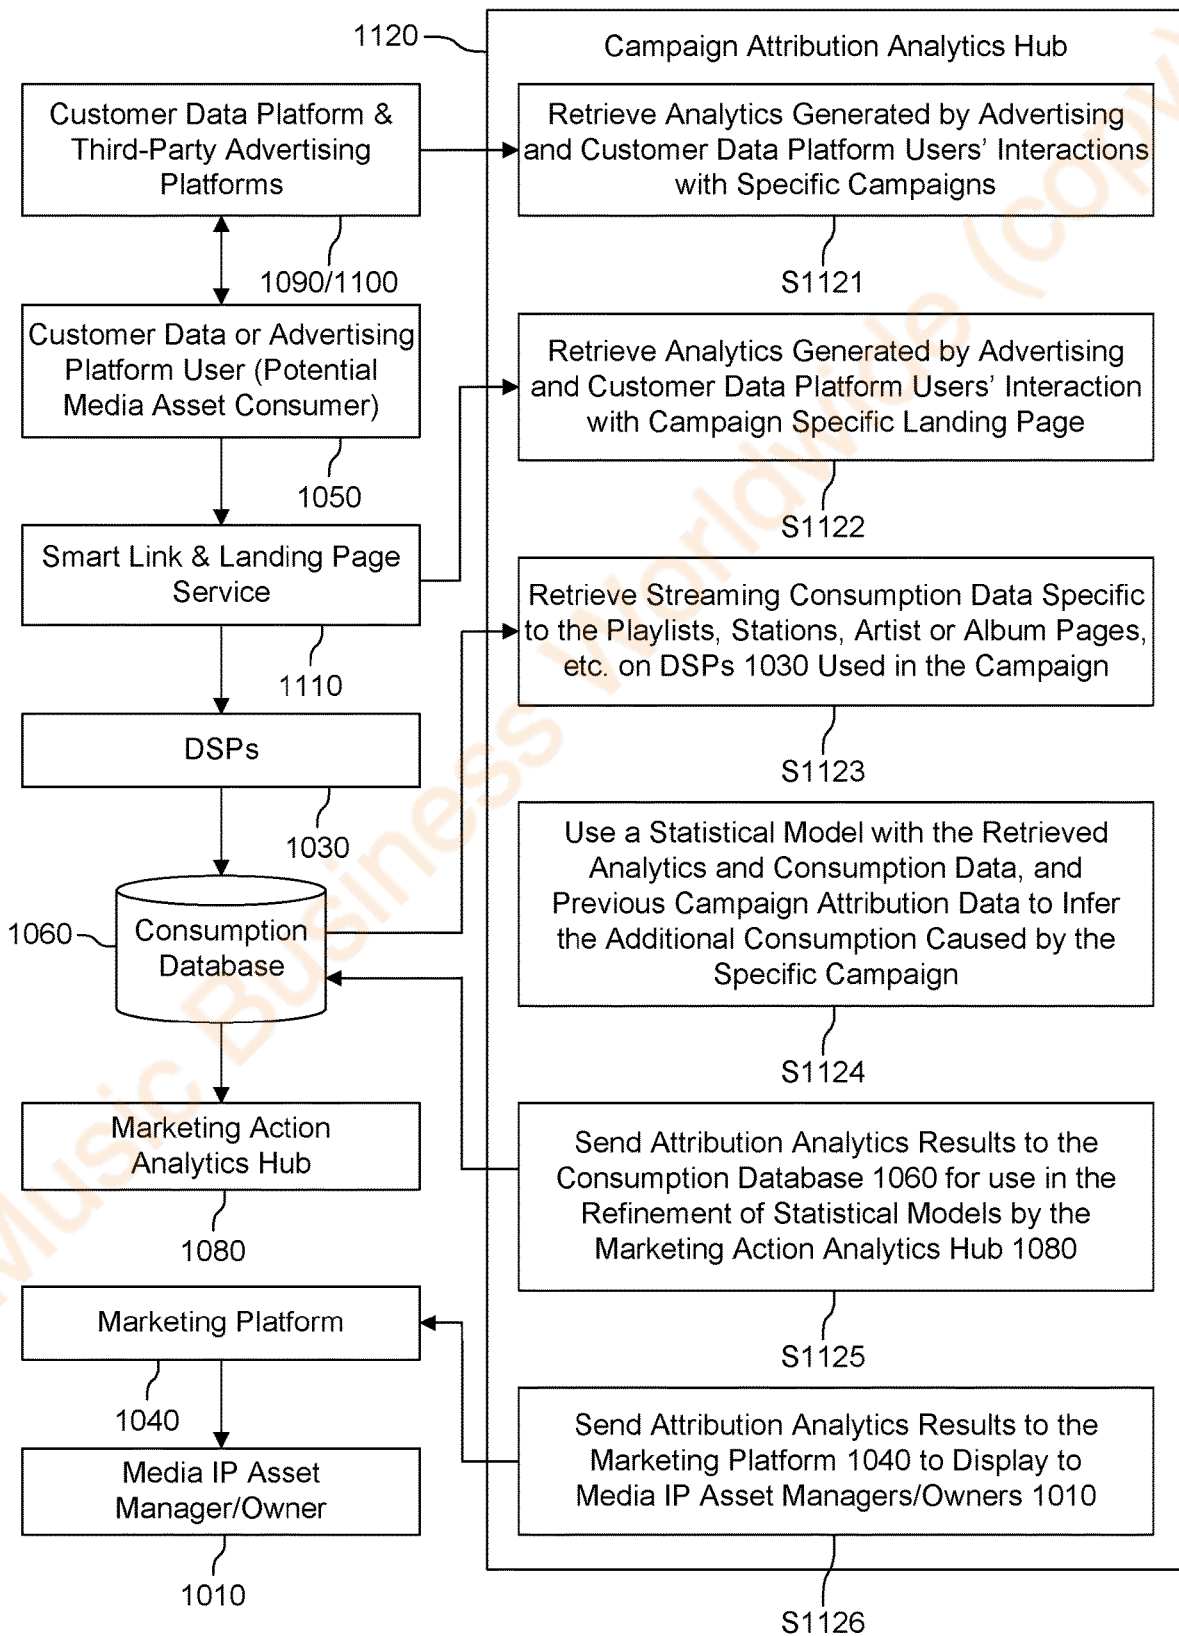 1120
Campaign Attribution Analytics Hub
Customer Data Platform &
Third-Party Advertising
Platforms
1090/1100
Retrieve Analytics Generated by Advertising
and Customer Data Platform Users’ Interactions
with Specific Campaigns
S1121
Customer Data or Advertising
Platform User (Potential
Media Asset Consumer)
1050
Retrieve Analytics Generated by Advertising
and Customer Data Platform Users’ Interaction
with Campaign Specific Landing Page
S1122
Smart Link & Landing Page
Service
1110
Retrieve Streaming Consumption Data Specific
to the Playlists, Stations, Artist or Album Pages,
etc. on DSPs 1030 Used in the Campaign
S1123
DSPs
1030
Use a Statistical Model with the Retrieved
Analytics and Consumption Data, and
Previous Campaign Attribution Data to Infer
the Additional Consumption Caused by the
Specific Campaign
S1124
1060
Consumption
Database
Marketing Action
Analytics Hub
1080
Send Attribution Analytics Results to the
Consumption Database 1060 for use in the
Refinement of Statistical Models by the
Marketing Action Analytics Hub 1080
S1125
Marketing Platform
1040
Send Attribution Analytics Results to the
Marketing Platform 1040 to Display to
Media IP Asset Managers/Owners 1010
S1126
Media IP Asset
Manager/Owner
1010
Music Business Worldwide (copy)